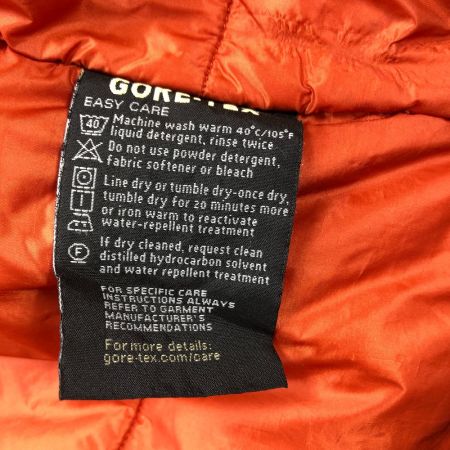 GORE-TEX
EASY CARE
40 Machine wash warm 40°C/105°F
liquid detergent, rinse twice
Do not use powder detergent,
fabric softener or bleach
Line dry or tumble dry-once dry,
tumble dry for 20 minutes more
or iron warm to reactivate
water-repellent treatment
F If dry cleaned, request clean
distilled hydrocarbon solvent
and water repellent treatment
FOR SPECIFIC CARE
INSTRUCTIONS ALWAYS
REFER TO GARMENT
MANUFACTURER'S
RECOMMENDATIONS
For more details:
gore-tex.com/care